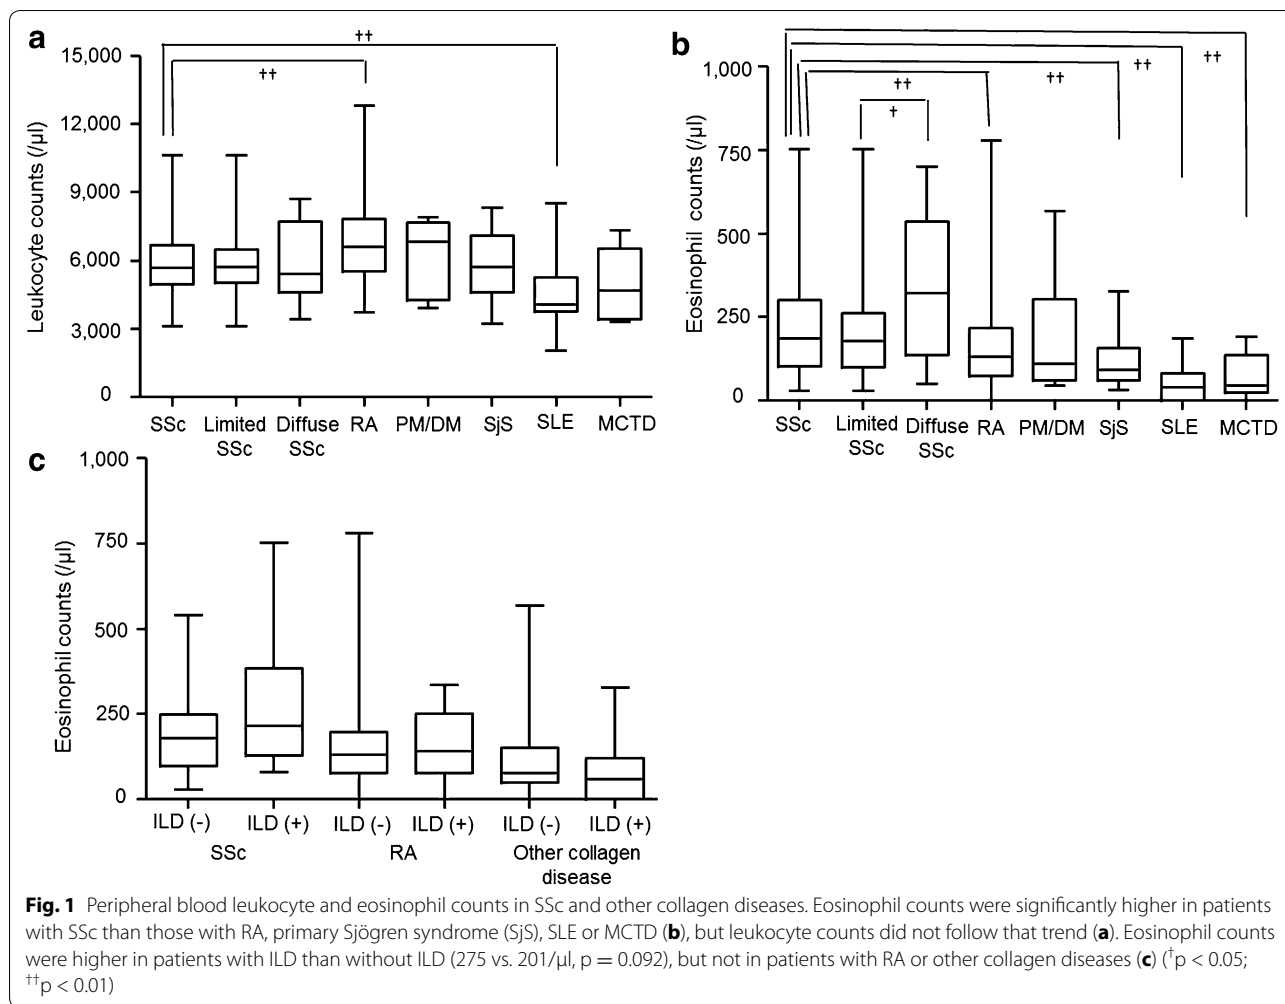 a
††
††
15,000
12,000
9,000
6,000
3,000
0
Leukocyte counts (/µl)
SSc Limited SSc Diffuse SSc RA PM/DM SjS SLE MCTD
b
††
††
††
††
†
1,000
750
500
250
0
Eosinophil counts (/µl)
SSc Limited SSc Diffuse SSc RA PM/DM SjS SLE MCTD
c
1,000
750
500
250
0
Eosinophil counts (/µl)
ILD (-) ILD (+) ILD (-) ILD (+) ILD (-) ILD (+)
SSc RA Other collagen disease
Fig. 1 Peripheral blood leukocyte and eosinophil counts in SSc and other collagen diseases. Eosinophil counts were significantly higher in patients
with SSc than those with RA, primary Sjögren syndrome (SjS), SLE or MCTD (b), but leukocyte counts did not follow that trend (a). Eosinophil counts
were higher in patients with ILD than without ILD (275 vs. 201/µl, p = 0.092), but not in patients with RA or other collagen diseases (c) (†p < 0.05;
††p < 0.01)